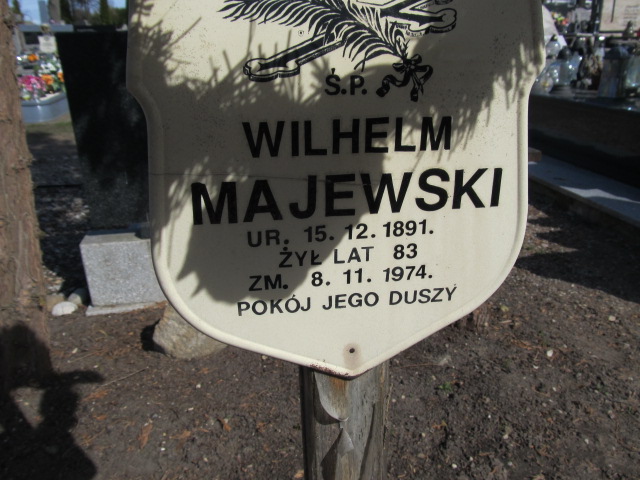 Ś.P.
WILHELM
MAJEWSKI
UR. 15.12.1891.
ŻYŁ LAT 83
ZM. 8.11.1974.
POKÓJ JEGO DUSZY